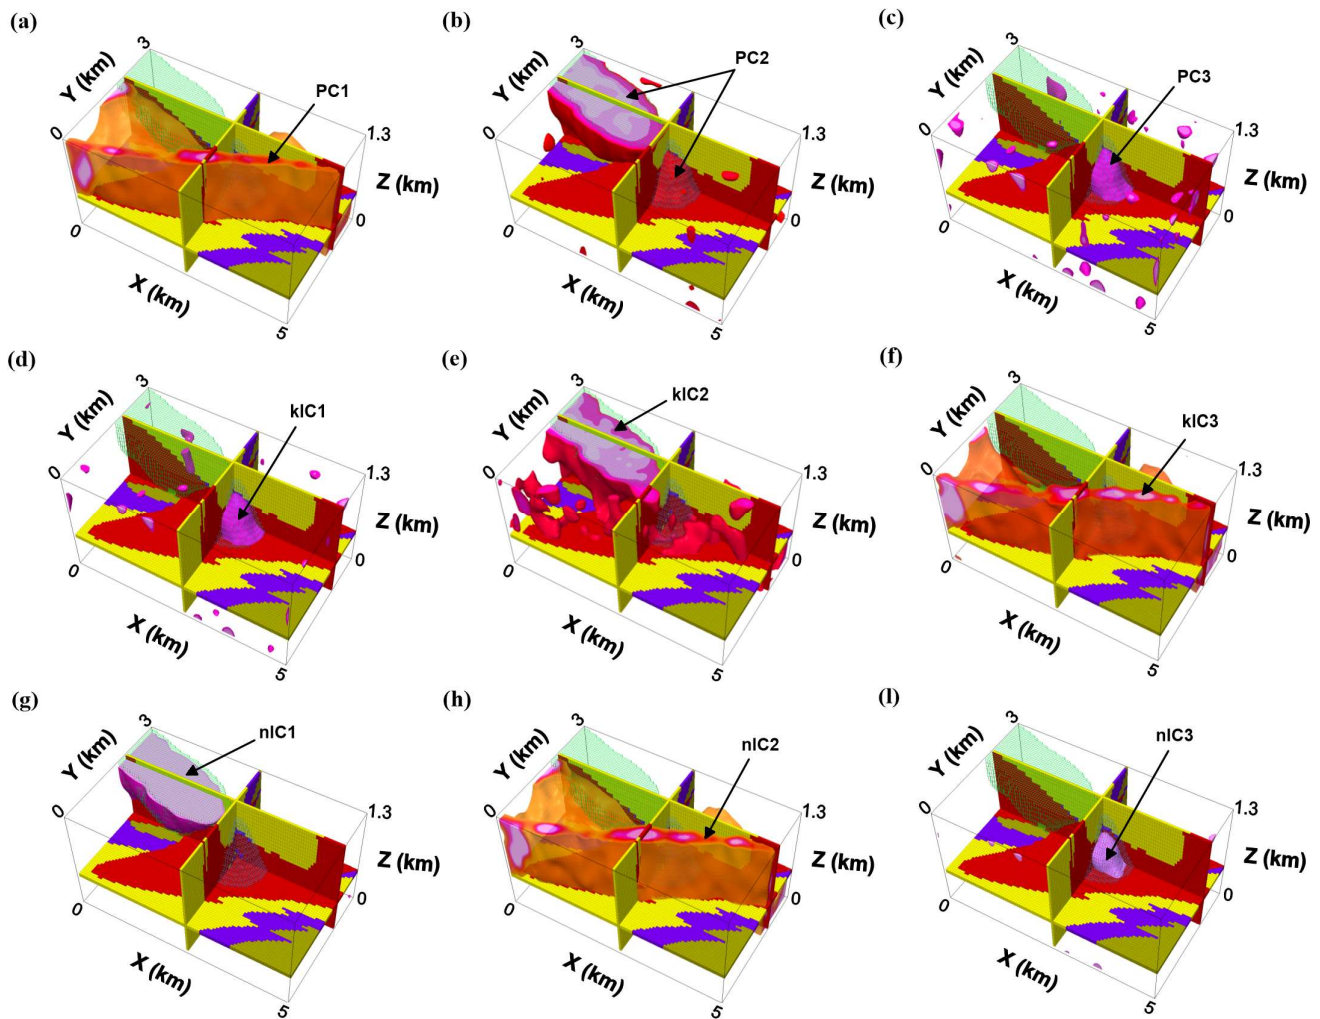 (a)
3
Y (km)
PC1
0
1.3
Z (km)
0
0
X (km)
5
(b)
3
Y (km)
PC2
0
1.3
Z (km)
0
0
X (km)
5
(c)
3
Y (km)
PC3
0
1.3
Z (km)
0
0
X (km)
5
(d)
3
Y (km)
kIC1
0
1.3
Z (km)
0
0
X (km)
5
(e)
3
Y (km)
kIC2
0
1.3
Z (km)
0
0
X (km)
5
(f)
3
Y (km)
kIC3
0
1.3
Z (km)
0
0
X (km)
5
(g)
3
Y (km)
nIC1
0
1.3
Z (km)
0
0
X (km)
5
(h)
3
Y (km)
nIC2
0
1.3
Z (km)
0
0
X (km)
5
(l)
3
Y (km)
nIC3
0
1.3
Z (km)
0
0
X (km)
5